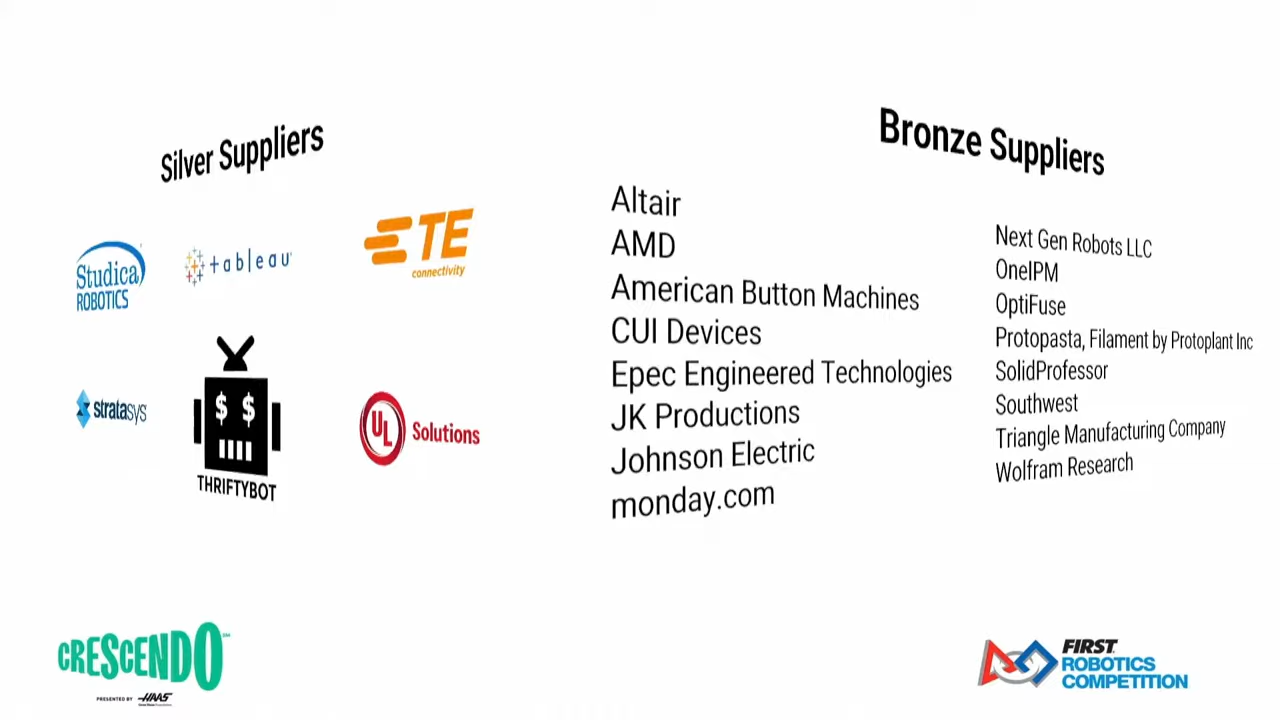 Silver Suppliers
Studica
ROBOTICS
+ableau
TE
connectivity
stratasys
$ $
THRIFTYBOT
UL Solutions
Bronze Suppliers
Altair
AMD
American Button Machines
CUI Devices
Epec Engineered Technologies
JK Productions
Johnson Electric
monday.com
Next Gen Robots LLC
OneIPM
OptiFuse
Protopasta, Filament by Protoplant Inc
SolidProfessor
Southwest
Triangle Manufacturing Company
Wolfram Research
CRESCENDO
PRESENTED BY HAAS
FIRST
ROBOTICS
COMPETITION